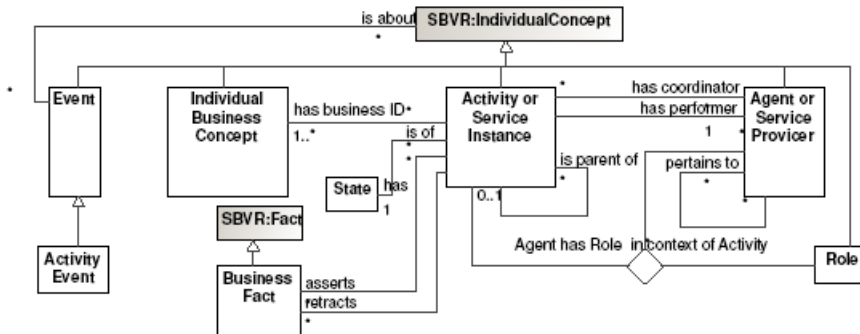 is about
SBVR:IndividualConcept
*
*
Event
Individual
Business
Concept
has business ID
*
1..*
Activity or
Service
Instance
*
has coordinator
has performer
*
1
*
Agent or
Service
Provicer
is of
*
*
State
has
1
is parent of
*
0..1
pertains to
*
*
SBVR:Fact
Activity
Event
Business
Fact
asserts
*
retracts
*
Agent has Role in context of Activity
Role